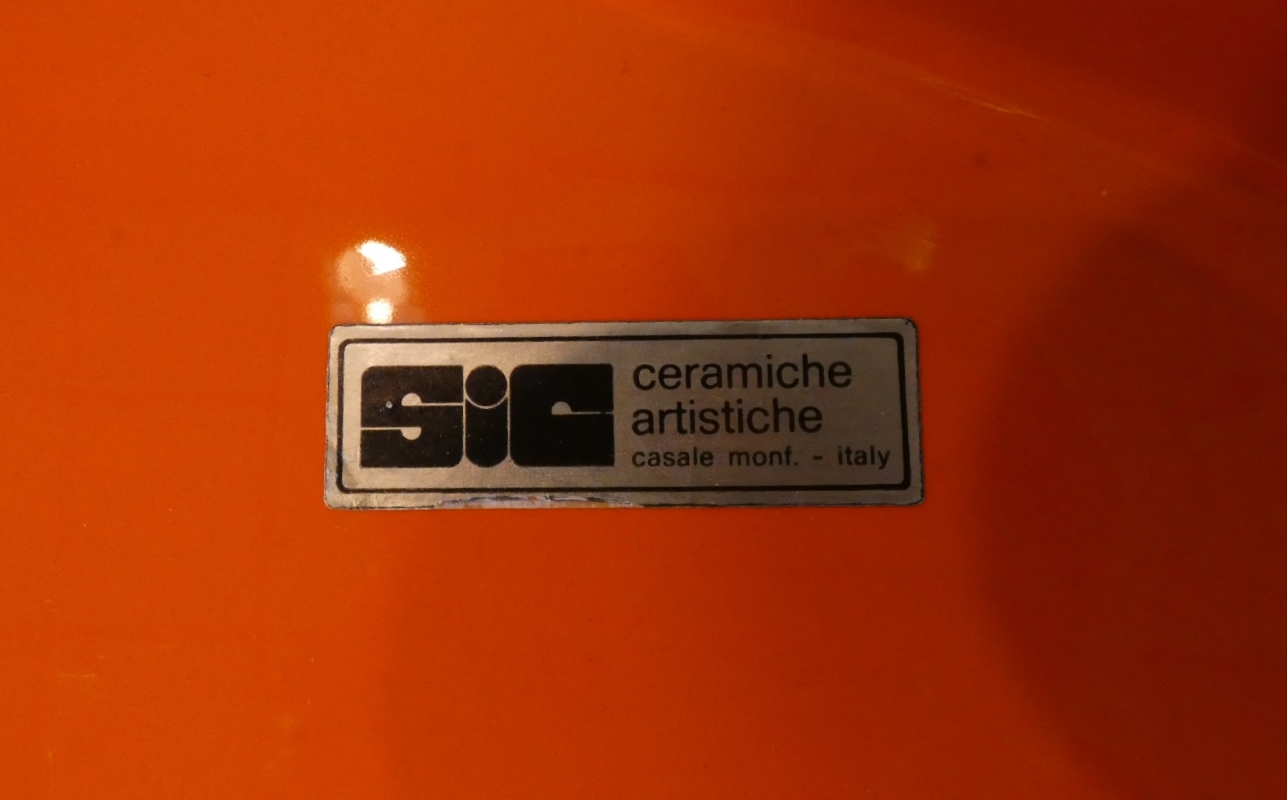 SiC
ceramiche
artistiche
casale monf. - italy